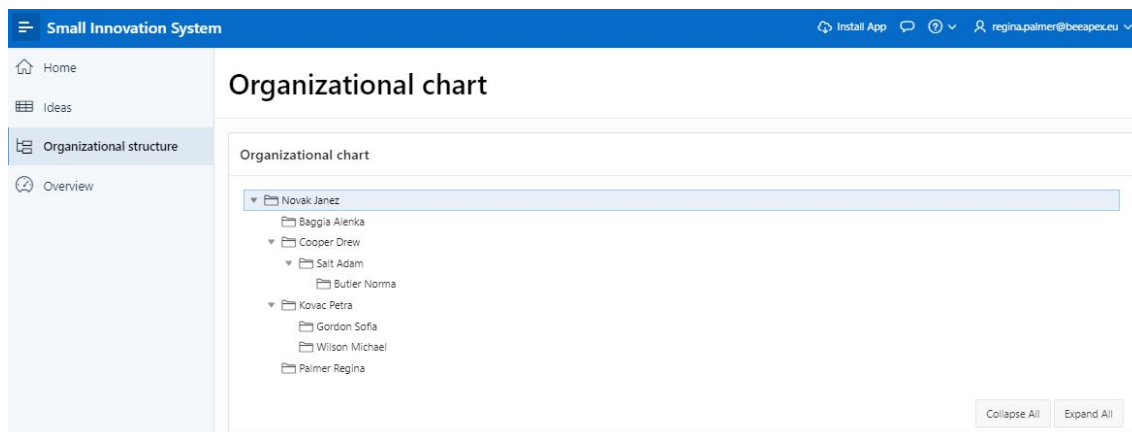 Small Innovation System
Install App
regina.palmer@beeapex.eu
Home
Ideas
Organizational structure
Overview
Organizational chart
Organizational chart
Novak Janez
Baggia Alenka
Cooper Drew
Salt Adam
Butler Norma
Kovac Petra
Gordon Sofia
Wilson Michael
Palmer Regina
Collapse All
Expand All